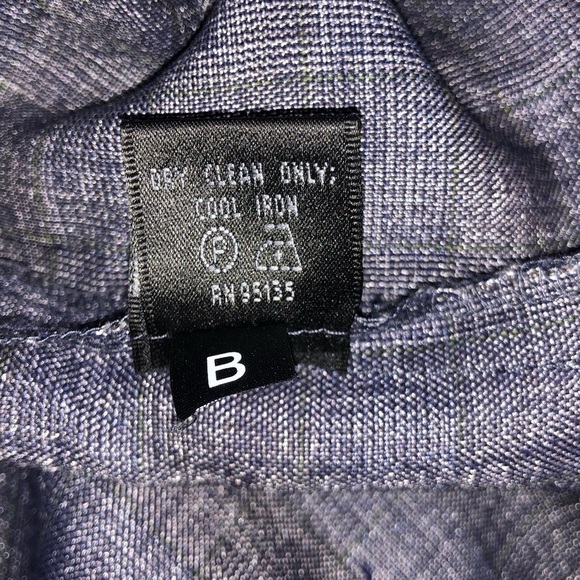 DRY CLEAN ONLY;
COOL IRON
P
RN 95135
B